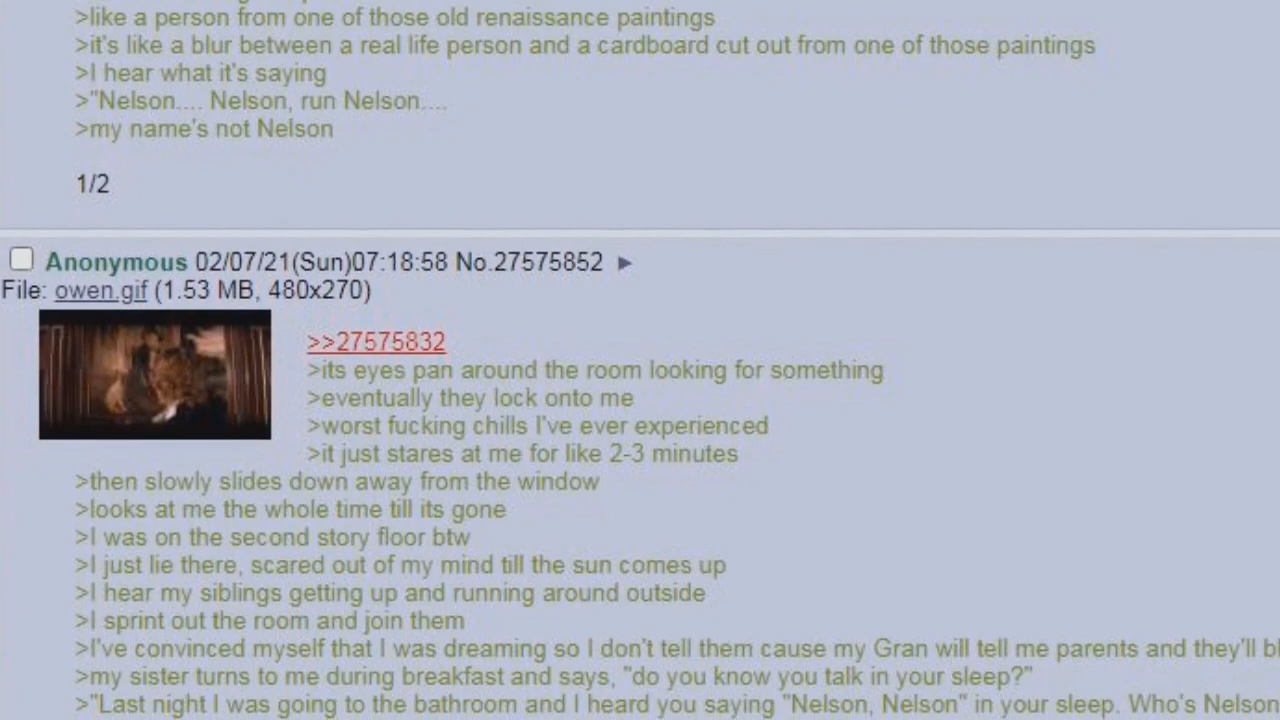 >like a person from one of those old renaissance paintings
>it's like a blur between a real life person and a cardboard cut out from one of those paintings
>I hear what it's saying
>"Nelson.... Nelson, run Nelson....
>my name's not Nelson
1/2
Anonymous 02/07/21(Sun)07:18:58 No.27575852 ▶
File: owen.gif (1.53 MB, 480x270)
>>27575832
>its eyes pan around the room looking for something
>eventually they lock onto me
>worst fucking chills I've ever experienced
>it just stares at me for like 2-3 minutes
>then slowly slides down away from the window
>looks at me the whole time till its gone
>I was on the second story floor btw
>I just lie there, scared out of my mind till the sun comes up
>I hear my siblings getting up and running around outside
>I sprint out the room and join them
>I've convinced myself that I was dreaming so I don't tell them cause my Gran will tell me parents and they'll
>my sister turns to me during breakfast and says, "do you know you talk in your sleep?"
>"Last night I was going to the bathroom and I heard you saying "Nelson, Nelson" in your sleep. Who's Nelson